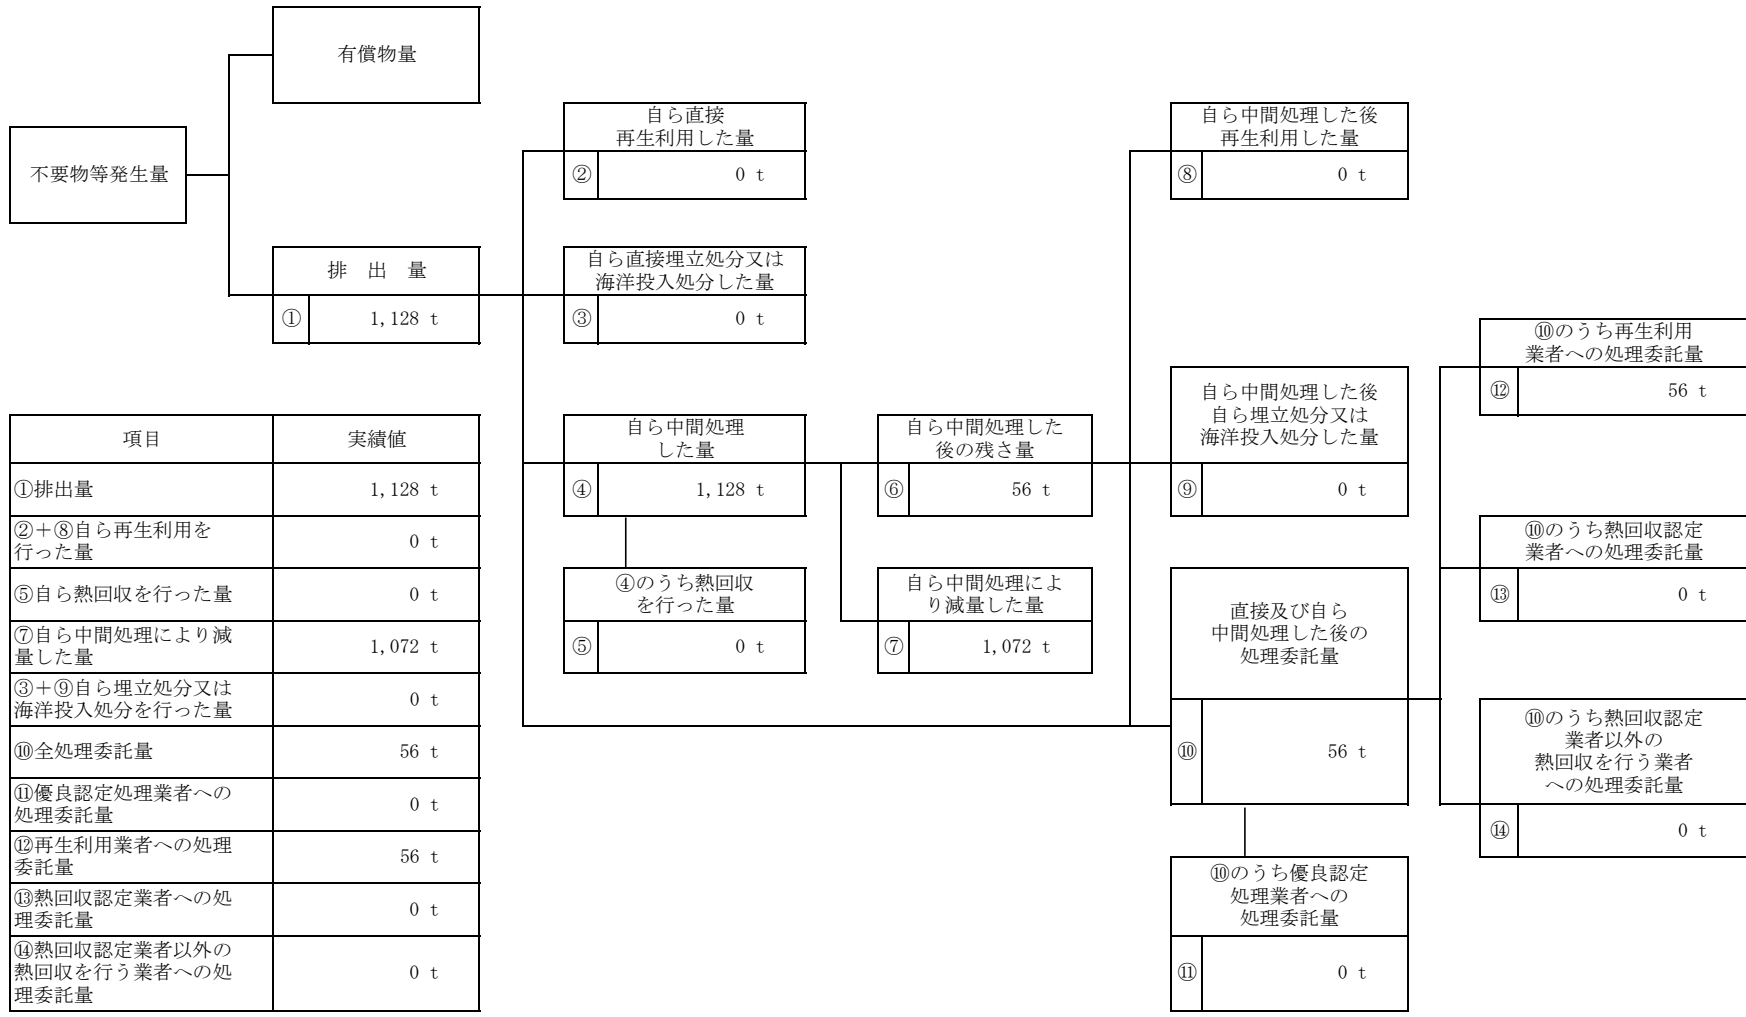 有償物量
不要物等発生量
排 出 量
① 1,128 t
自ら直接
再生利用した量
② 0 t
自ら直接埋立処分又は
海洋投入処分した量
③ 0 t
自ら中間処理した後
再生利用した量
⑧ 0 t
⑩のうち再生利用
業者への処理委託量
⑫ 56 t
自ら中間処理
した量
④ 1,128 t
自ら中間処理した
後の残さ量
⑥ 56 t
自ら中間処理した後
自ら埋立処分又は
海洋投入処分した量
⑨ 0 t
④のうち熱回収
を行った量
⑤ 0 t
自ら中間処理によ
り減量した量
⑦ 1,072 t
直接及び自ら
中間処理した後の
処理委託量
⑩ 56 t
⑩のうち熱回収認定
業者への処理委託量
⑬ 0 t
⑩のうち熱回収認定
業者以外の
熱回収を行う業者
への処理委託量
⑭ 0 t
⑩のうち優良認定
処理業者への
処理委託量
⑪ 0 t
項目 実績値
①排出量 1,128 t
②+⑧自ら再生利用を
行った量 0 t
⑤自ら熱回収を行った量 0 t
⑦自ら中間処理により減
量した量 1,072 t
③+⑨自ら埋立処分又は
海洋投入処分を行った量 0 t
⑩全処理委託量 56 t
⑪優良認定処理業者への
処理委託量 0 t
⑫再生利用業者への処理
委託量 56 t
⑬熱回収認定業者への処
理委託量 0 t
⑭熱回収認定業者以外の
熱回収を行う業者への処
理委託量 0 t